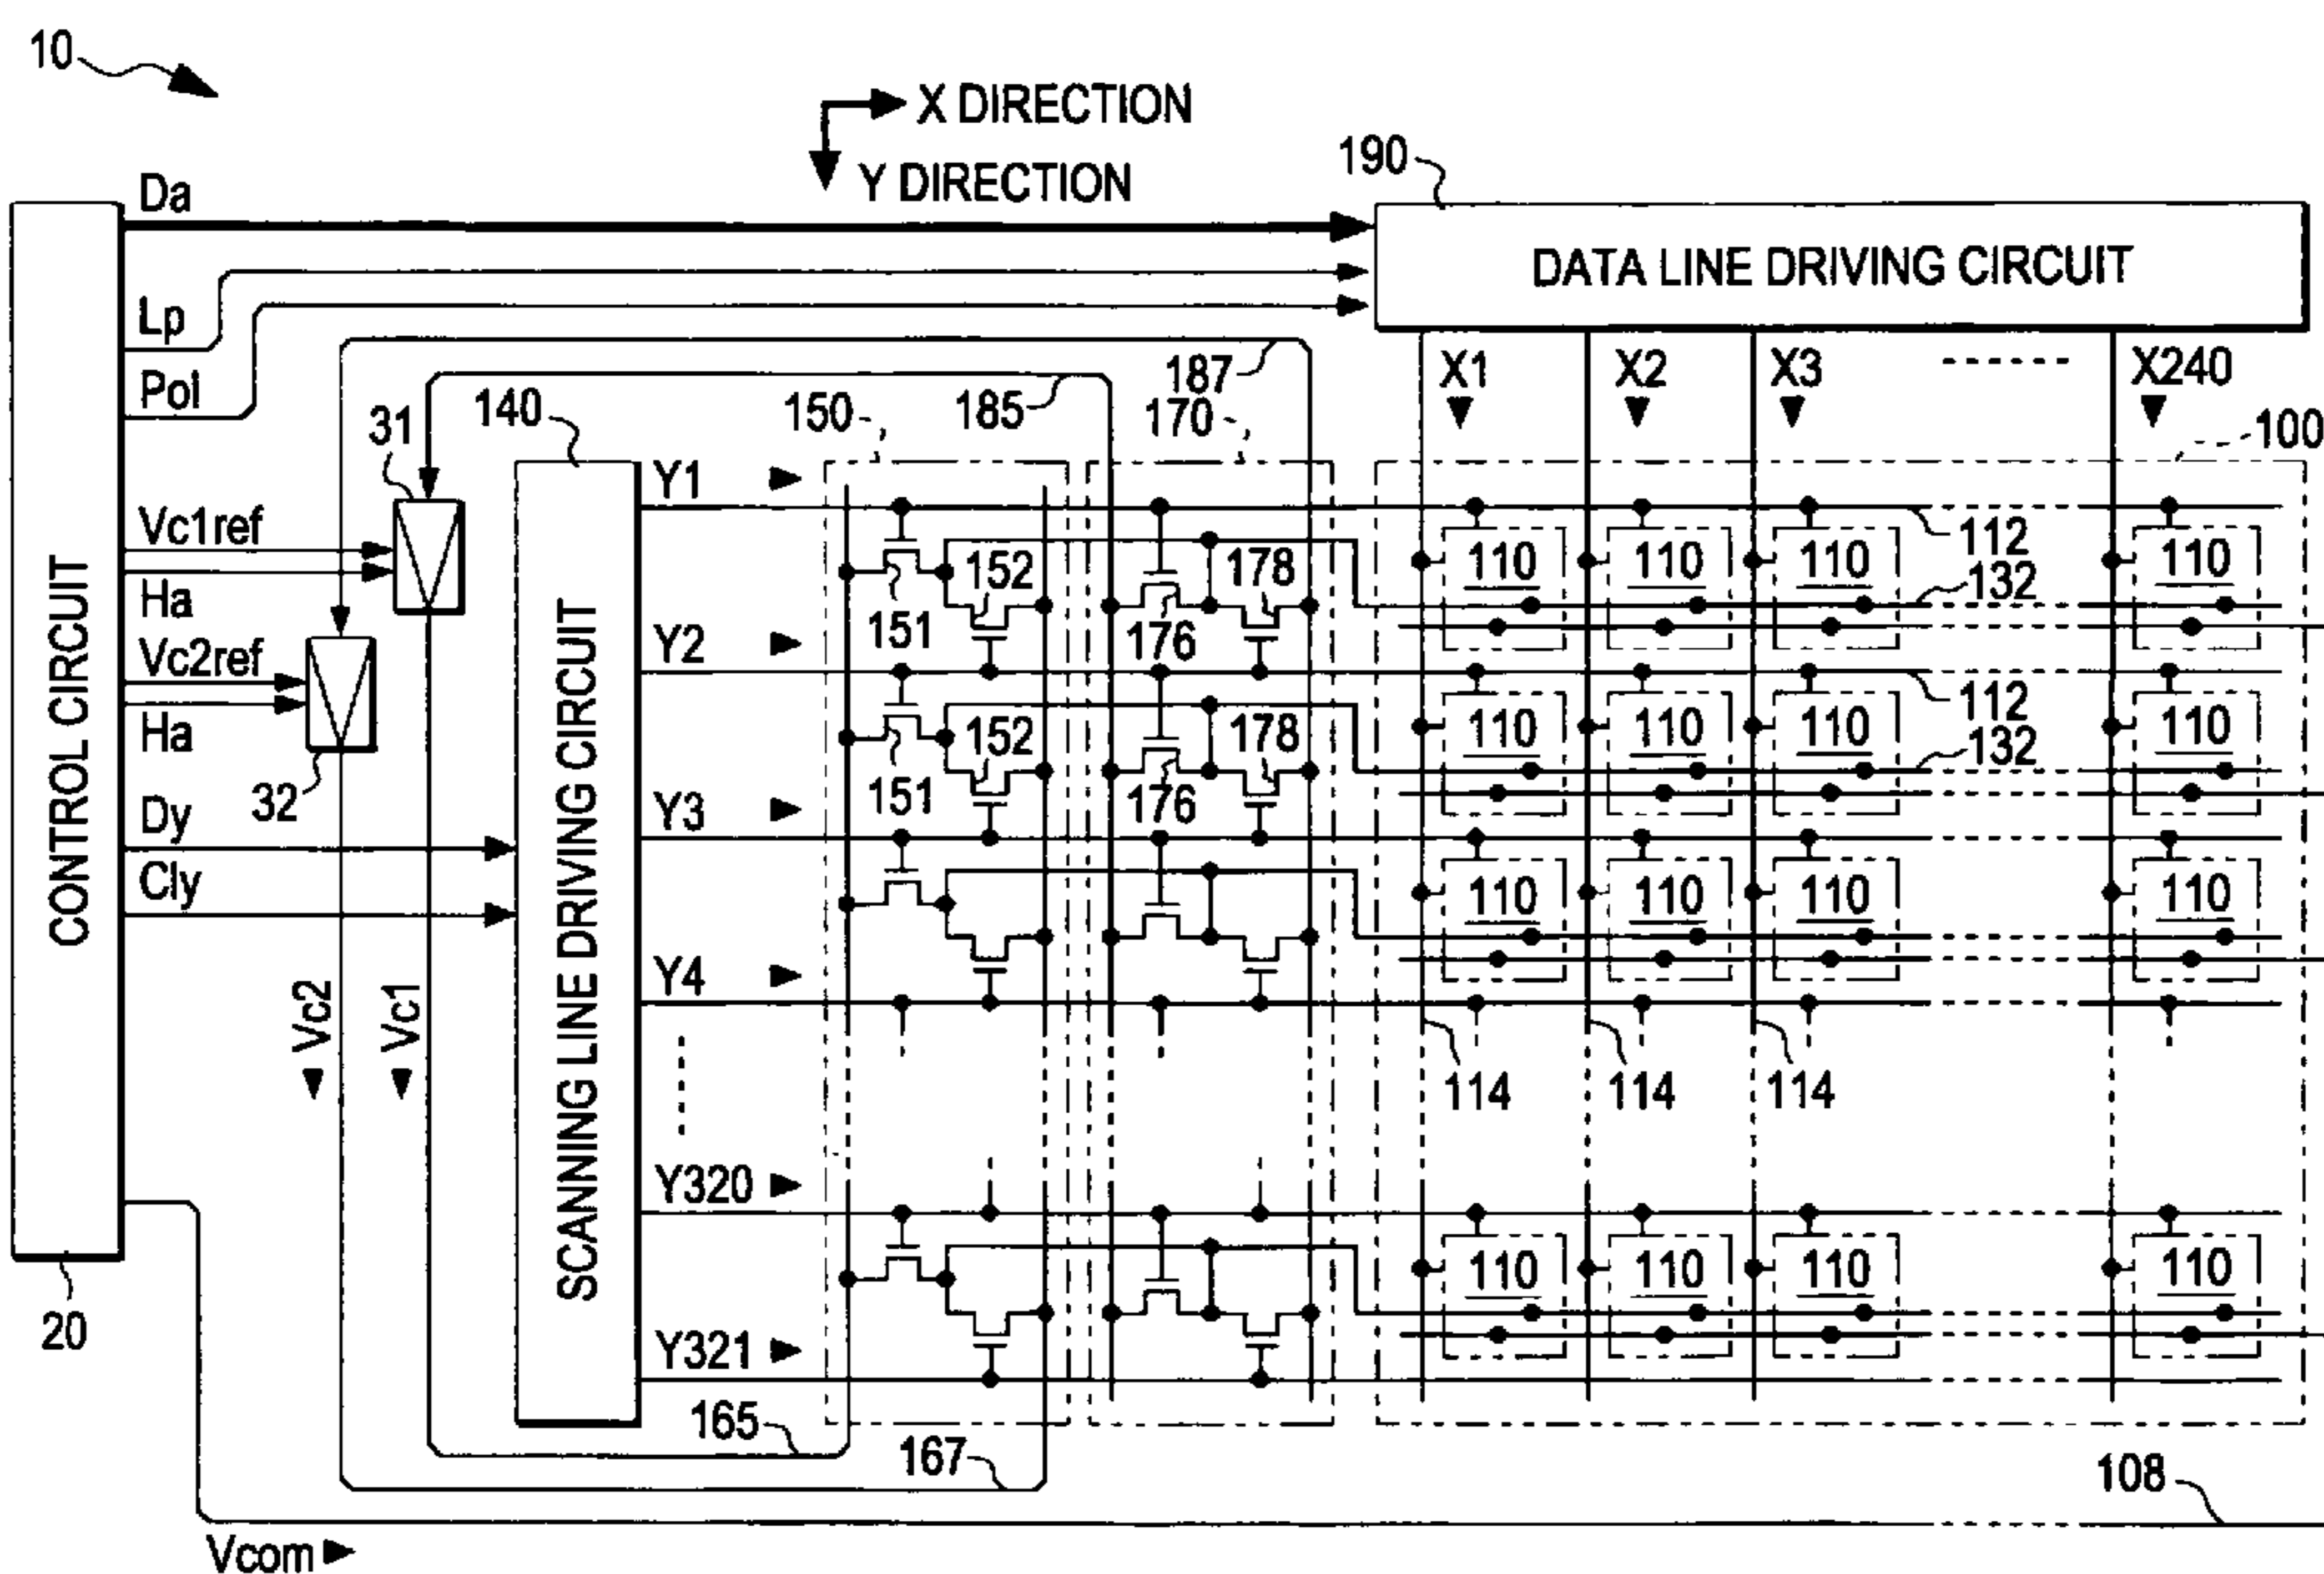 10
X DIRECTION
Y DIRECTION
190
Da
DATA LINE DRIVING CIRCUIT
Lp
Pol
187
185
X1 X2 X3 X240
31
140
150
170
100
CONTROL CIRCUIT
SCANNING LINE DRIVING CIRCUIT
Y1
Vc1ref
Ha
112
110 110 110 110
152 178
132
151 176
Vc2ref
Ha
Y2
112
110 110 110 110
152 178
132
151 176
32
Dy
Y3
Cly
110 110 110 110
Y4
Vc2
Vc1
114 114 114
Y320
110 110 110 110
20
Y321
165
167
108
Vcom